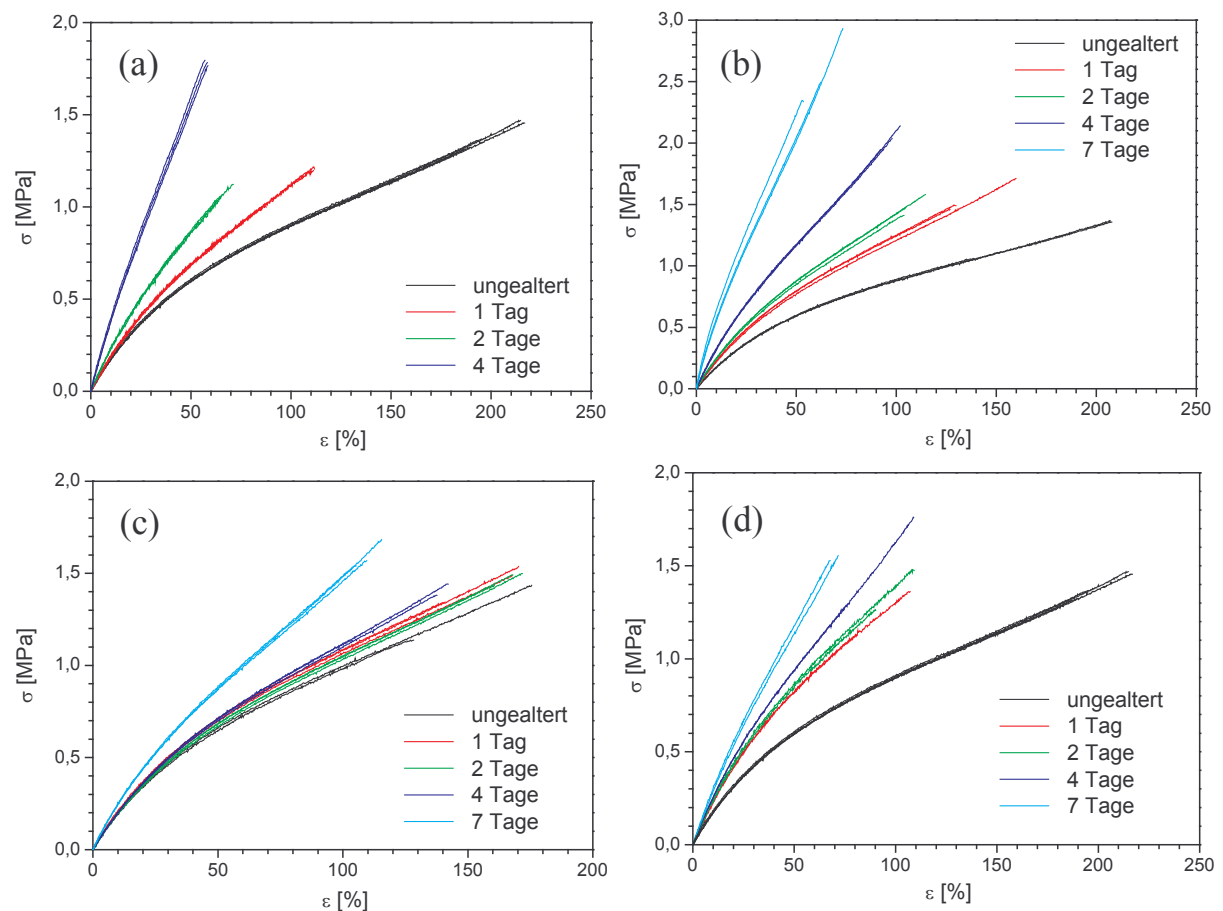 (a)
σ [MPa]
2,0
1,5
1,0
0,5
0,0
0 50 100 150 200 250
ε [%]
ungealtert
1 Tag
2 Tage
4 Tage
(b)
σ [MPa]
3,0
2,5
2,0
1,5
1,0
0,5
0,0
0 50 100 150 200 250
ε [%]
ungealtert
1 Tag
2 Tage
4 Tage
7 Tage
(c)
σ [MPa]
2,0
1,5
1,0
0,5
0,0
0 50 100 150 200
ε [%]
ungealtert
1 Tag
2 Tage
4 Tage
7 Tage
(d)
σ [MPa]
2,0
1,5
1,0
0,5
0,0
0 50 100 150 200 250
ε [%]
ungealtert
1 Tag
2 Tage
4 Tage
7 Tage